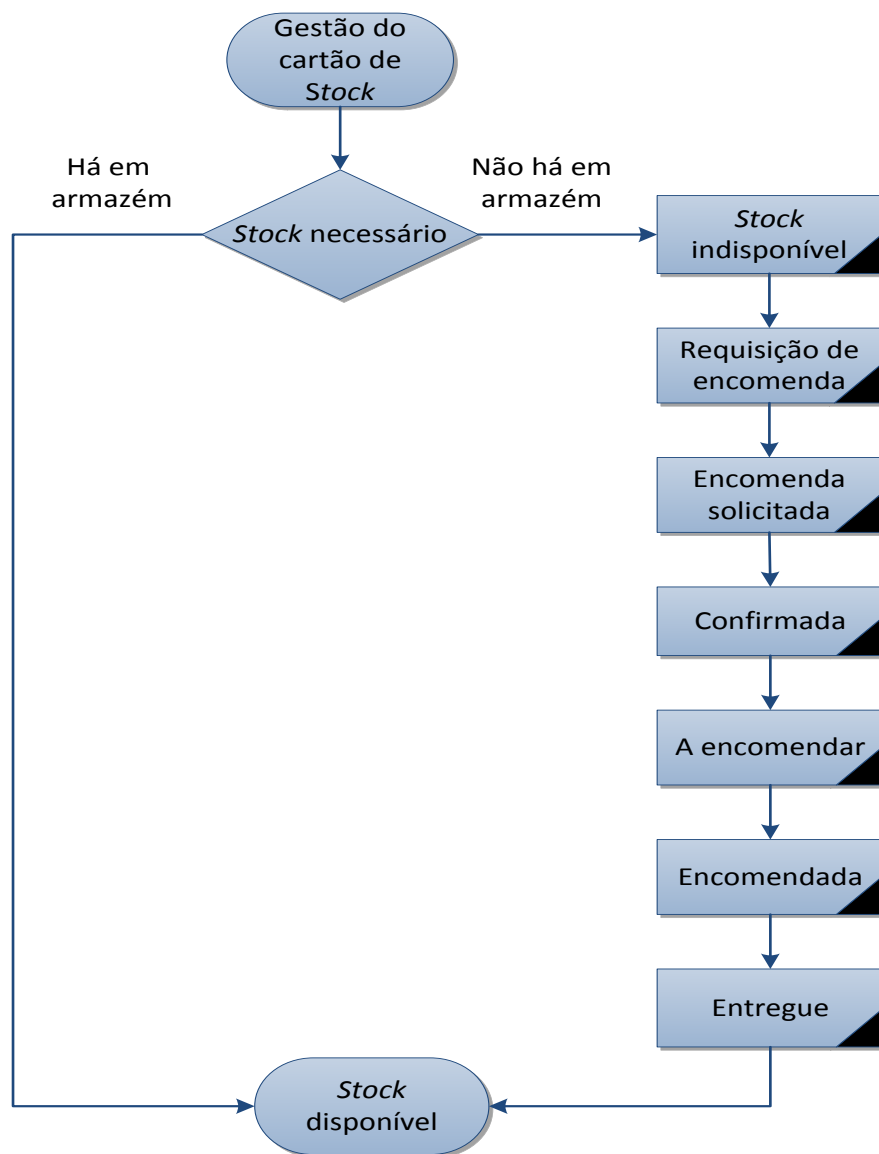 Gestão do
cartão de
Stock
Há em
armazém
Não há em
armazém
Stock necessário
Stock
indisponível
Requisição de
encomenda
Encomenda
solicitada
Confirmada
A encomendar
Encomendada
Entregue
Stock
disponível